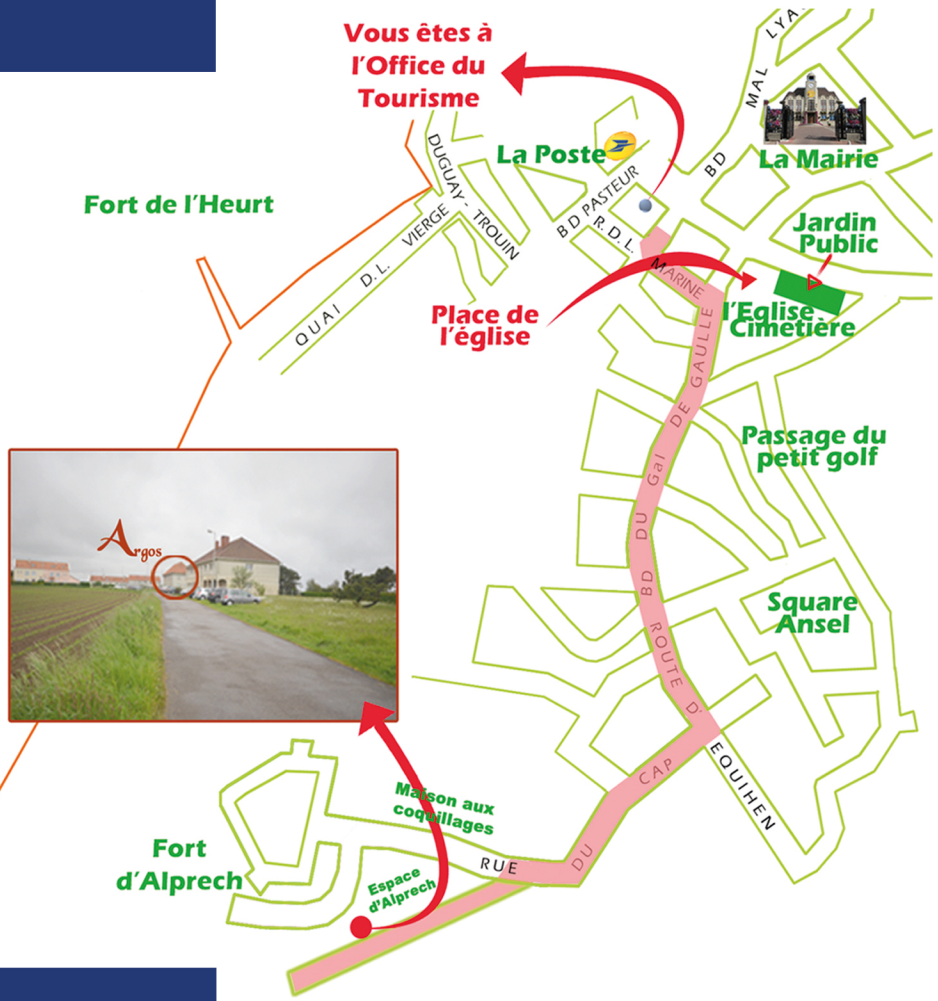 Vous êtes à
l'Office du
Tourisme
MAL LYA
La Mairie
BD
La Poste
DUGUAY - TROUIN
Fort de l'Heurt
BD PASTEUR
R. D. L.
MARINE
VIERGE
QUAI D.L.
Jardin
Public
Place de
l'église
l'Eglise
Cimetière
BD DU Gal DE GAULLE
Passage du
petit golf
Argos
Square
Ansel
ROUTE D'
EQUIHEN
Maison aux
coquillages
RUE DU CAP
Fort
d'Alprech
Espace
d'Alprech